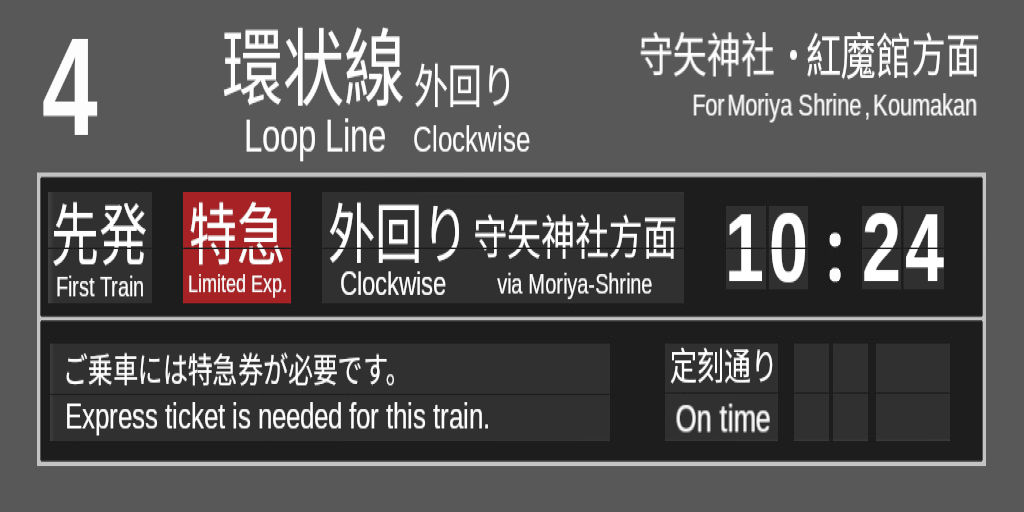 4
環状線 外回り
Loop Line Clockwise
守矢神社・紅魔館方面
For Moriya Shrine, Koumakan
先発 特急 外回り 守矢神社方面 10:24
First Train Limited Exp. Clockwise via Moriya-Shrine
ご乗車には特急券が必要です。
Express ticket is needed for this train.
定刻通り
On time